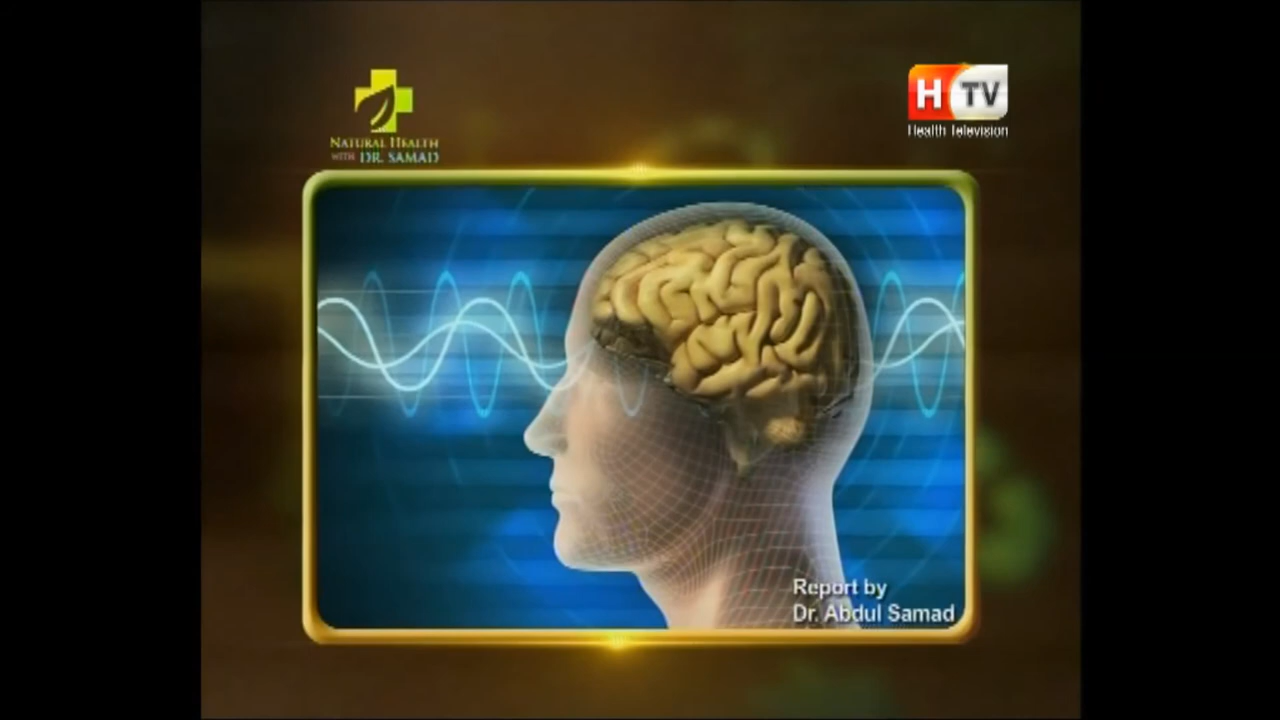 NATURAL HEALTH
WITH DR. SAMAD
H TV
Health Television
Report by
Dr. Abdul Samad